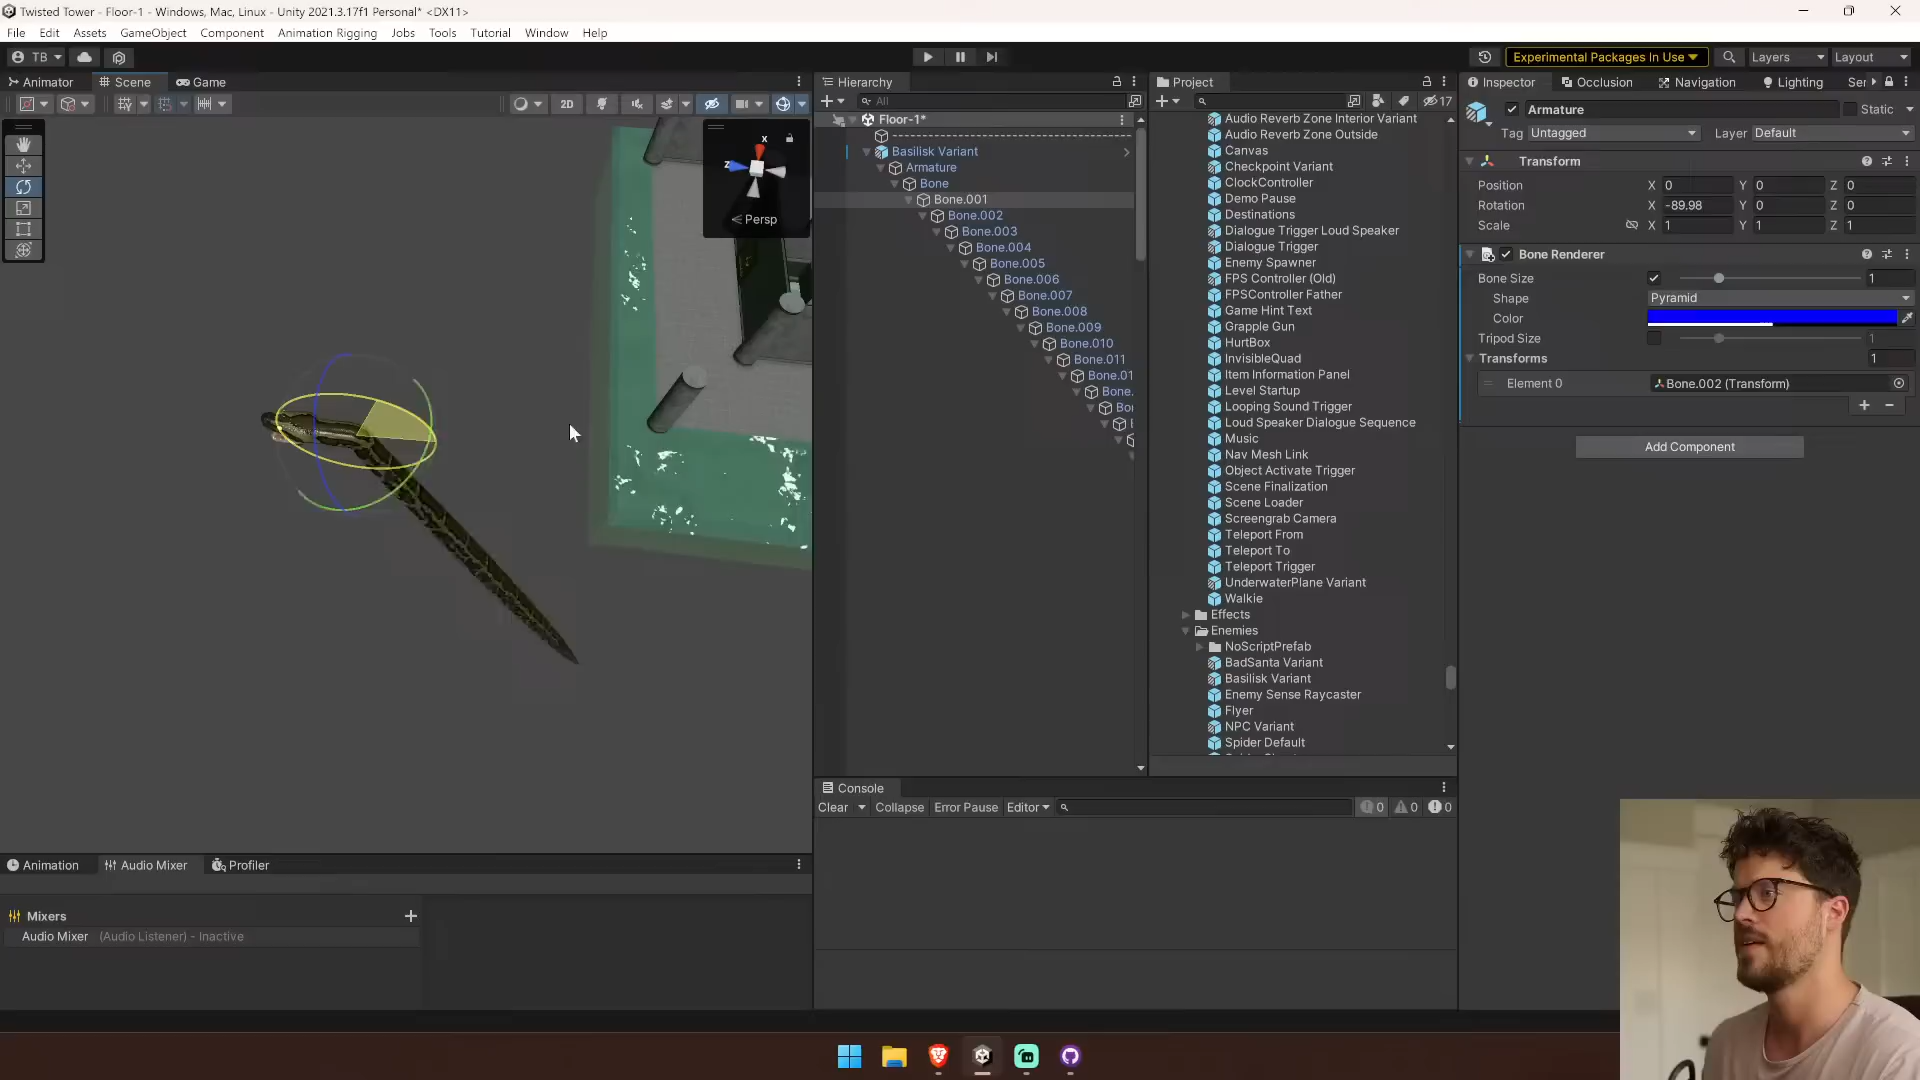 Twisted Tower - Floor-1 - Windows, Mac, Linux - Unity 2021.3.17f1 Personal* <DX11>
File Edit Assets GameObject Component Animation Rigging Jobs Tools Tutorial Window Help
TB
Experimental Packages In Use
Layers
Layout
Animator
Scene
Game
2D
x
z
Persp
Hierarchy
All
Floor-1*
Basilisk Variant
Armature
Bone
Bone.001
Bone.002
Bone.003
Bone.004
Bone.005
Bone.006
Bone.007
Bone.008
Bone.009
Bone.010
Bone.011
Bone.01
Bone.
Project
17
Audio Reverb Zone Interior Variant
Audio Reverb Zone Outside
Canvas
Checkpoint Variant
ClockController
Demo Pause
Destinations
Dialogue Trigger Loud Speaker
Dialogue Trigger
Enemy Spawner
FPS Controller (Old)
FPSController Father
Game Hint Text
Grapple Gun
HurtBox
InvisibleQuad
Item Information Panel
Level Startup
Looping Sound Trigger
Loud Speaker Dialogue Sequence
Music
Nav Mesh Link
Object Activate Trigger
Scene Finalization
Scene Loader
Screengrab Camera
Teleport From
Teleport To
Teleport Trigger
UnderwaterPlane Variant
Walkie
Effects
Enemies
NoScriptPrefab
BadSanta Variant
Basilisk Variant
Enemy Sense Raycaster
Flyer
NPC Variant
Spider Default
Inspector
Occlusion
Navigation
Lighting
Ser
Armature
Static
Tag Untagged
Layer Default
Transform
Position X 0 Y 0 Z 0
Rotation X -89.98 Y 0 Z 0
Scale X 1 Y 1 Z 1
Bone Renderer
Bone Size 1
Shape Pyramid
Color
Tripod Size 1
Transforms 1
Element 0 Bone.002 (Transform)
Add Component
Console
Clear Collapse Error Pause Editor 0 0 0
Animation
Audio Mixer
Profiler
Mixers
Audio Mixer (Audio Listener) - Inactive